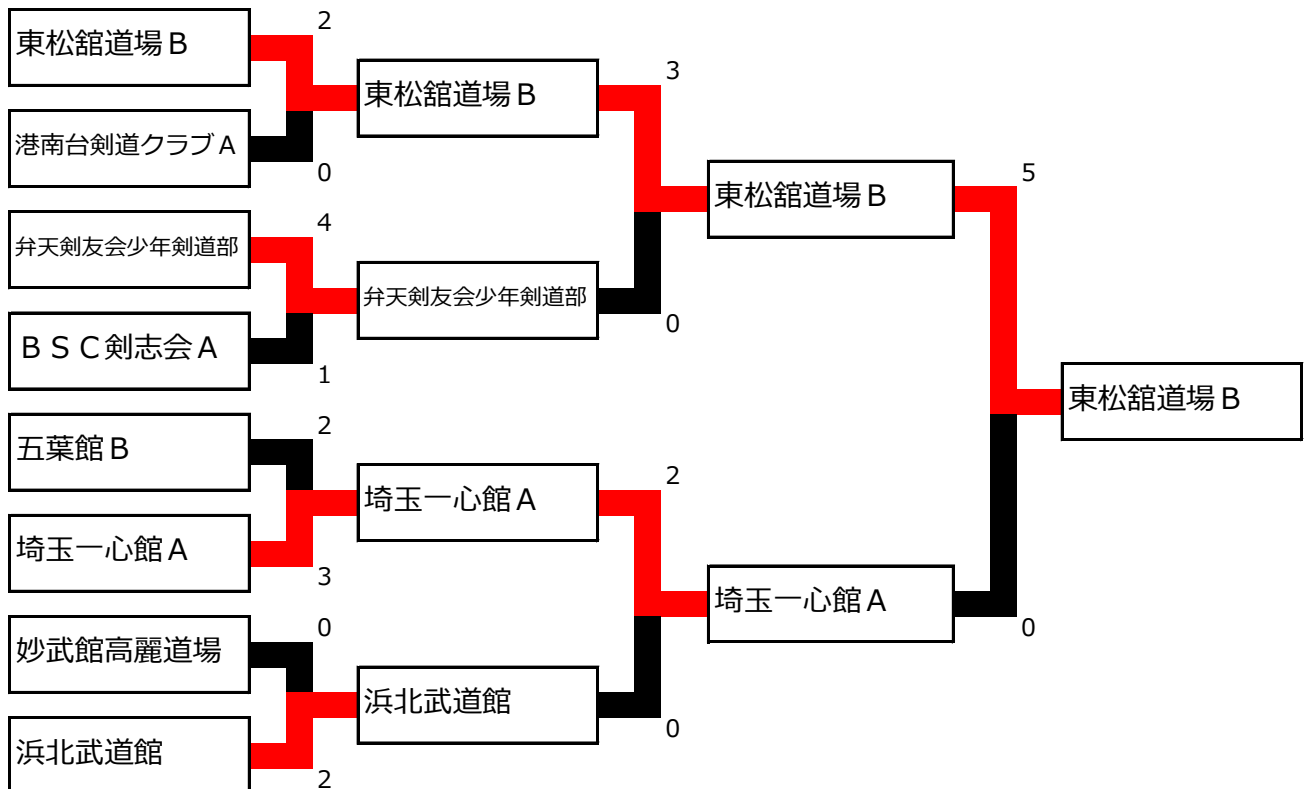 東松舘道場Ｂ
2
港南台剣道クラブＡ
0
弁天剣友会少年剣道部
4
ＢＳＣ剣志会Ａ
1
五葉館Ｂ
2
埼玉一心館Ａ
3
妙武館高麗道場
0
浜北武道館
2
東松舘道場Ｂ
3
弁天剣友会少年剣道部
0
埼玉一心館Ａ
2
浜北武道館
0
東松舘道場Ｂ
5
埼玉一心館Ａ
0
東松舘道場Ｂ